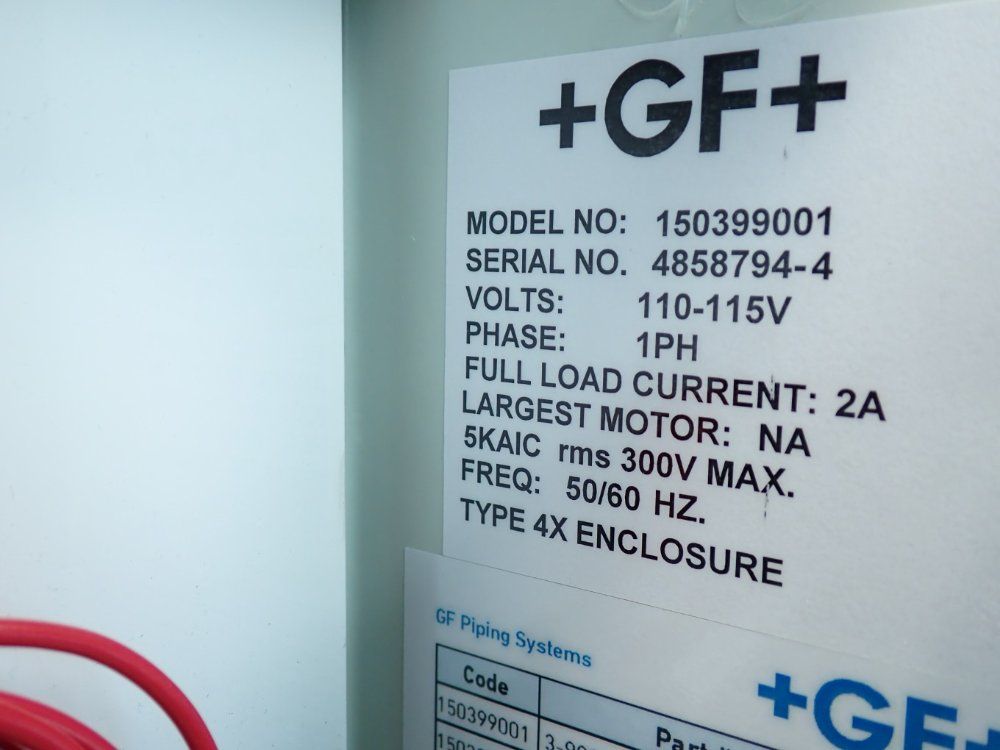 +GF+
MODEL NO: 150399001
SERIAL NO. 4858794-4
VOLTS: 110-115V
PHASE: 1PH
FULL LOAD CURRENT: 2A
LARGEST MOTOR: NA
5KAIC rms 300V MAX.
FREQ: 50/60 HZ.
TYPE 4X ENCLOSURE
GF Piping Systems
+GF+
Code
150399001